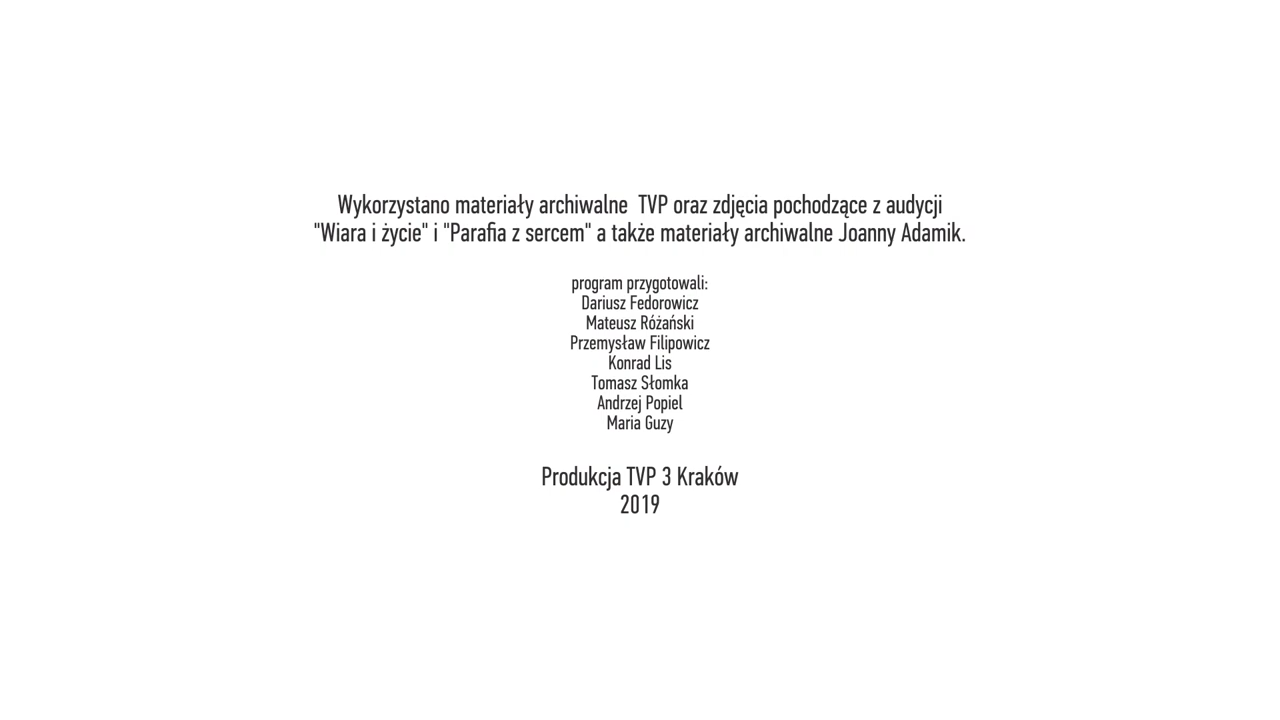 Wykorzystano materiały archiwalne  TVP oraz zdjęcia pochodzące z audycji
"Wiara i życie" i "Parafia z sercem" a także materiały archiwalne Joanny Adamik.
program przygotowali:
Dariusz Fedorowicz
Mateusz Różański
Przemysław Filipowicz
Konrad Lis
Tomasz Słomka
Andrzej Popiel
Maria Guzy
Produkcja TVP 3 Kraków
2019